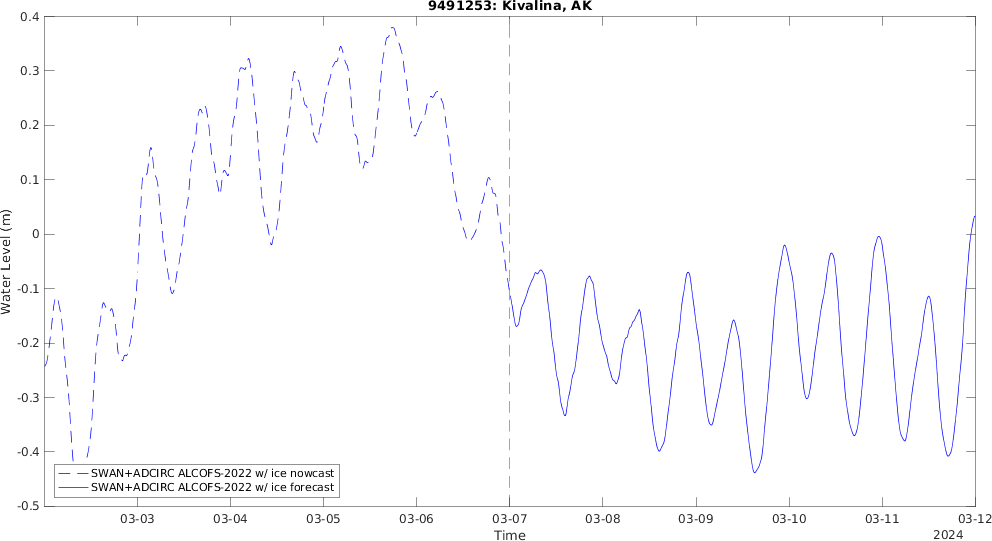 9491253: Kivalina, AK
0.4
0.3
0.2
0.1
0
-0.1
-0.2
-0.3
-0.4
-0.5
Water Level (m)
SWAN+ADCIRC ALCOFS-2022 w/ ice nowcast
SWAN+ADCIRC ALCOFS-2022 w/ ice forecast
03-03 03-04 03-05 03-06 03-07 03-08 03-09 03-10 03-11 03-12
Time
2024